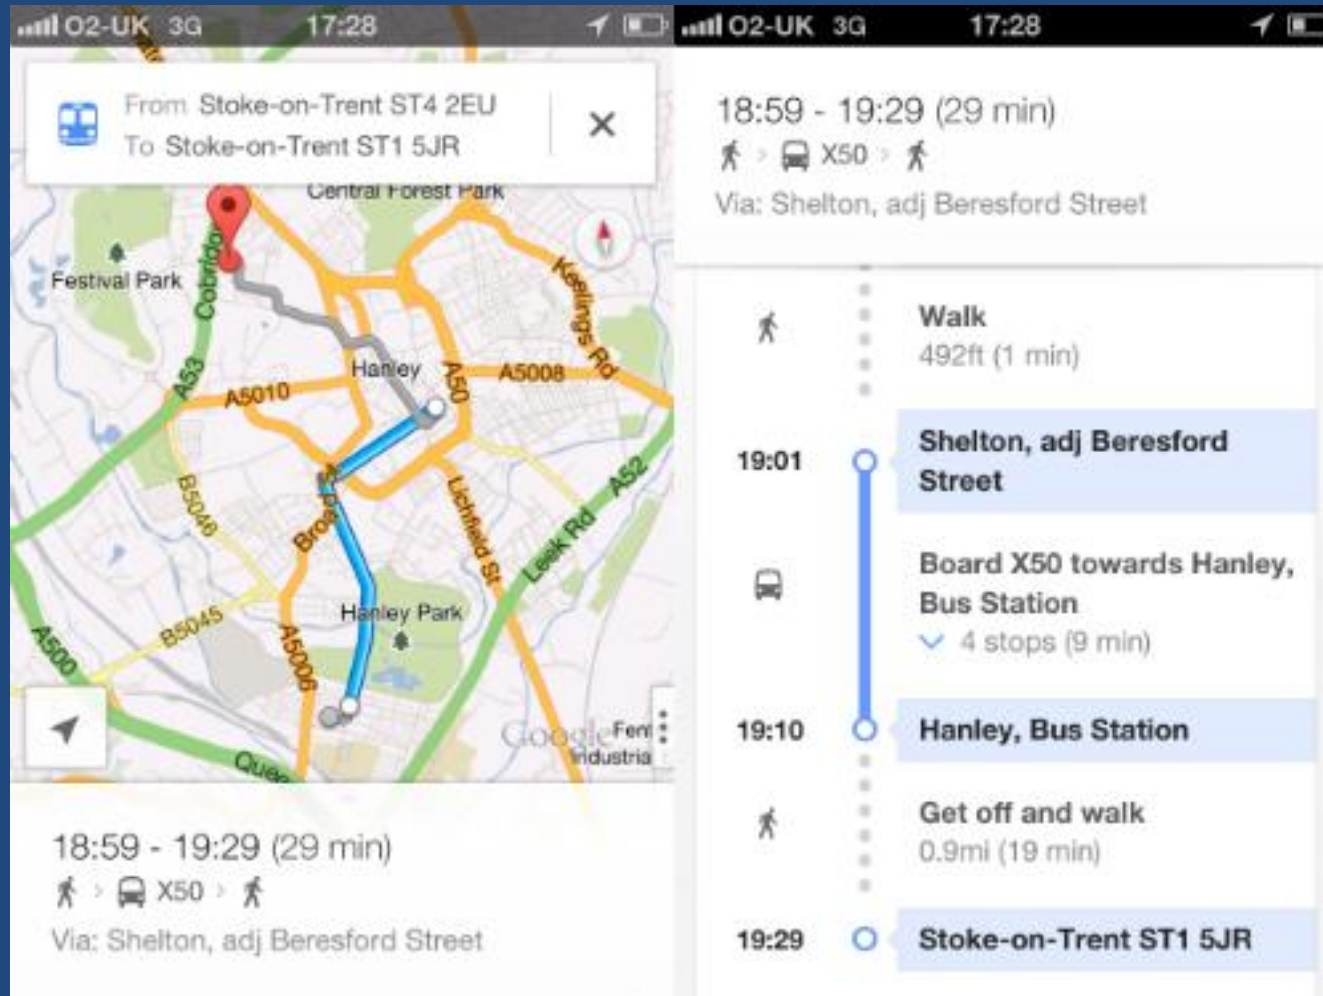 O2-UK 3G 17:28
From Stoke-on-Trent ST4 2EU
To Stoke-on-Trent ST1 5JR
Central Forest Park
Festival Park
Cobridge
Keelings Rd
A53
Hanley
A50
A5008
A5010
B5046
Broad St
Lichfield St
A52
Leek Rd
Hanley Park
B5045
A500
A5006
Google
Industria
18:59 - 19:29 (29 min)
X50
Via: Shelton, adj Beresford Street
O2-UK 3G 17:28
18:59 - 19:29 (29 min)
X50
Via: Shelton, adj Beresford Street
Walk
492ft (1 min)
19:01
Shelton, adj Beresford
Street
Board X50 towards Hanley,
Bus Station
4 stops (9 min)
19:10
Hanley, Bus Station
Get off and walk
0.9mi (19 min)
19:29
Stoke-on-Trent ST1 5JR